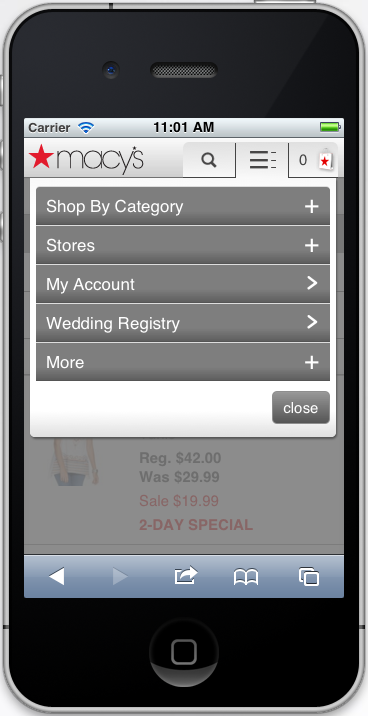 Carrier 11:01 AM
macy's 0
Shop By Category +
Stores +
My Account >
Wedding Registry >
More +
close
Reg. $42.00
Was $29.99
Sale $19.99
2-DAY SPECIAL